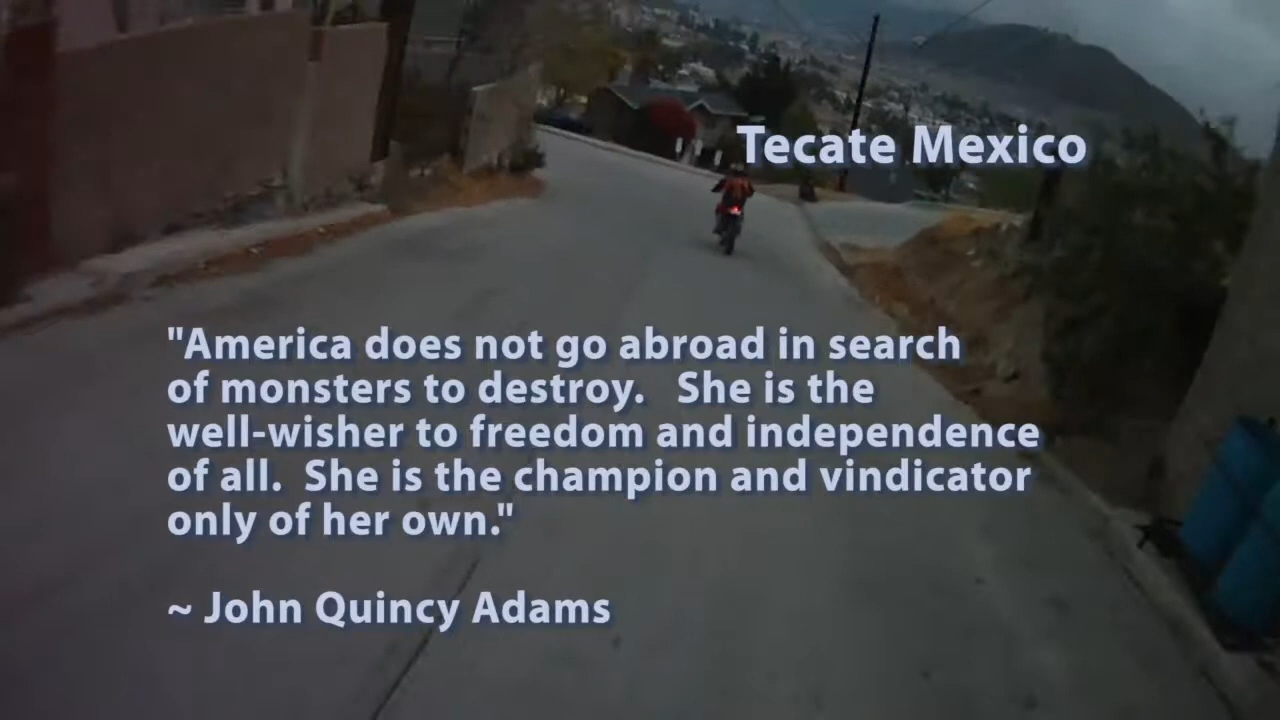 Tecate Mexico
"America does not go abroad in search
of monsters to destroy.   She is the
well-wisher to freedom and independence
of all.  She is the champion and vindicator
only of her own."
~ John Quincy Adams